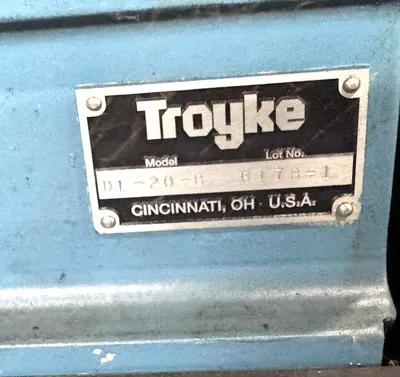 Troyke
Model Lot No.
DL-20-B 6178-1
CINCINNATI, OH · U.S.A.